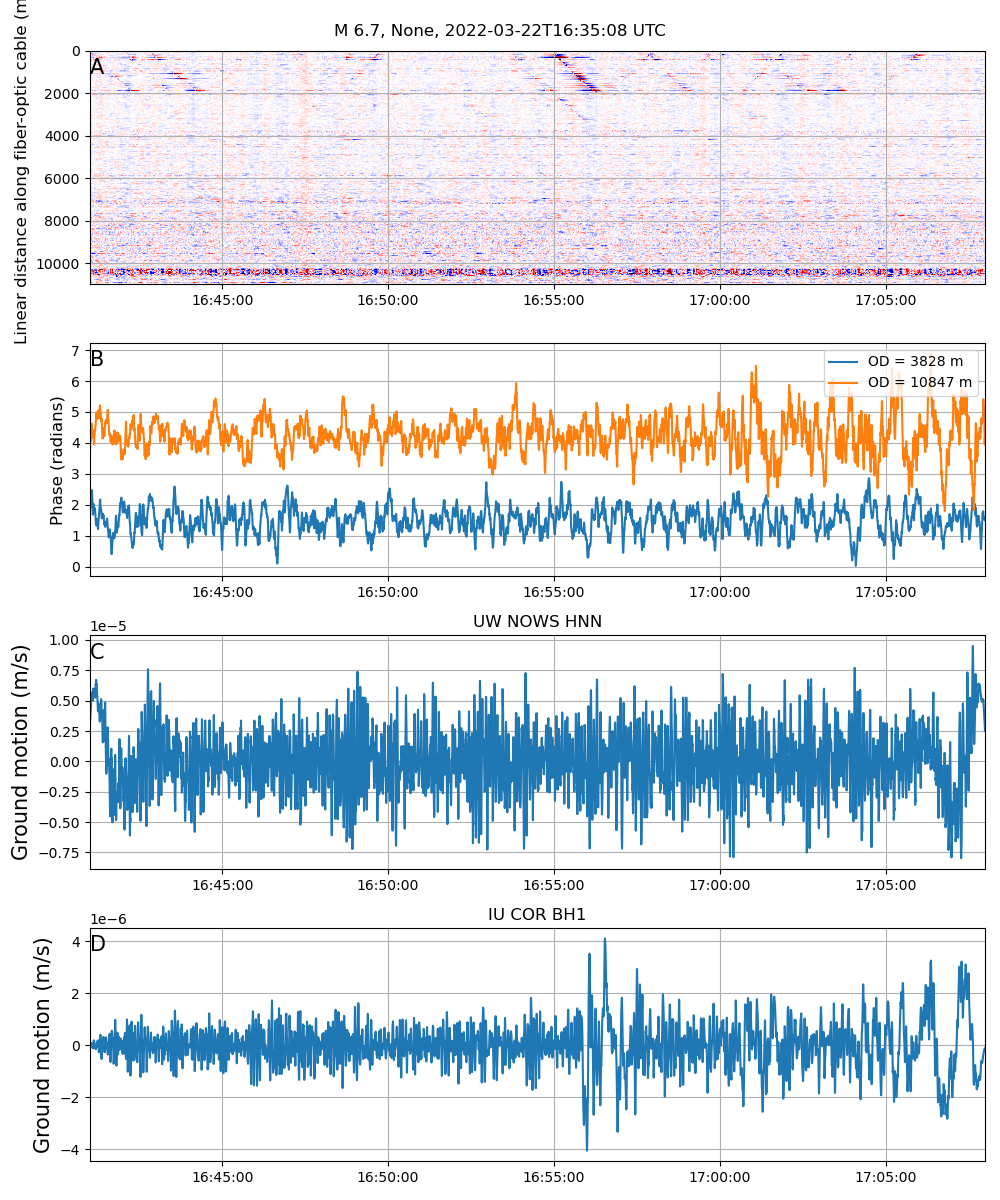 M 6.7, None, 2022-03-22T16:35:08 UTC
Linear distance along fiber-optic cable (m
A
0
2000
4000
6000
8000
10000
16:45:00 16:50:00 16:55:00 17:00:00 17:05:00
B
Phase (radians)
7
6
5
4
3
2
1
0
OD = 3828 m
OD = 10847 m
16:45:00 16:50:00 16:55:00 17:00:00 17:05:00
UW NOWS HNN
1e−5
C
Ground motion (m/s)
1.00
0.75
0.50
0.25
0.00
−0.25
−0.50
−0.75
16:45:00 16:50:00 16:55:00 17:00:00 17:05:00
IU COR BH1
1e−6
D
Ground motion (m/s)
4
2
0
−2
−4
16:45:00 16:50:00 16:55:00 17:00:00 17:05:00